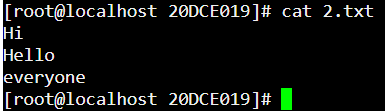 [root@localhost 20DCE019]# cat 2.txt
Hi
Hello
everyone
[root@localhost 20DCE019]#